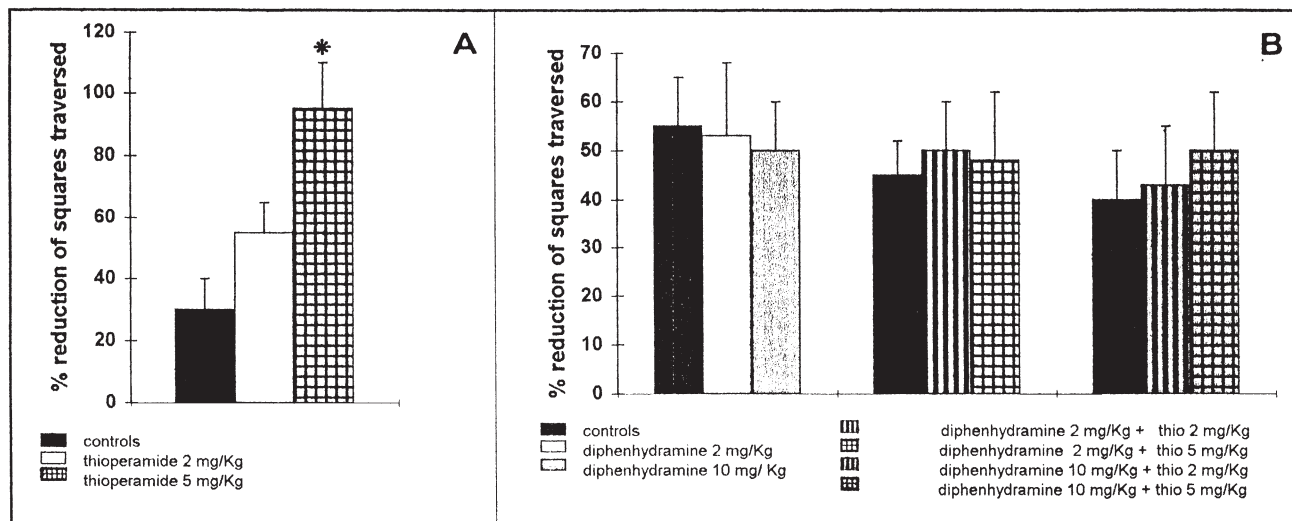 A
% reduction of squares traversed
120
100
80
60
40
20
0
*
controls
thioperamide 2 mg/Kg
thioperamide 5 mg/Kg
B
% reduction of squares traversed
70
60
50
40
30
20
10
0
controls
diphenhydramine 2 mg/Kg
diphenhydramine 10 mg/ Kg
diphenhydramine 2 mg/Kg + thio 2 mg/Kg
diphenhydramine 2 mg/Kg + thio 5 mg/Kg
diphenhydramine 10 mg/Kg + thio 2 mg/Kg
diphenhydramine 10 mg/Kg + thio 5 mg/Kg